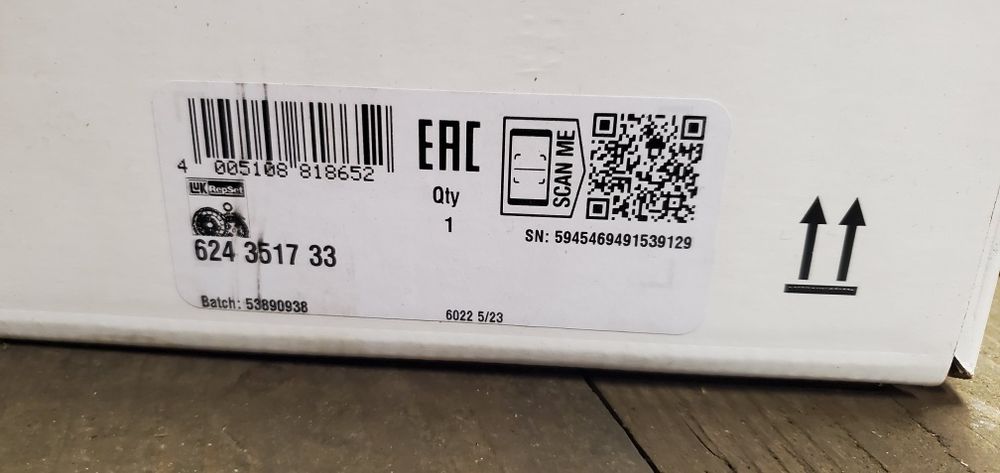 4 005108 818652
LuK RepSet
624 3517 33
Batch: 53890938
EAC
Qty
1
6022 5/23
SCAN ME
SN: 5945469491539129